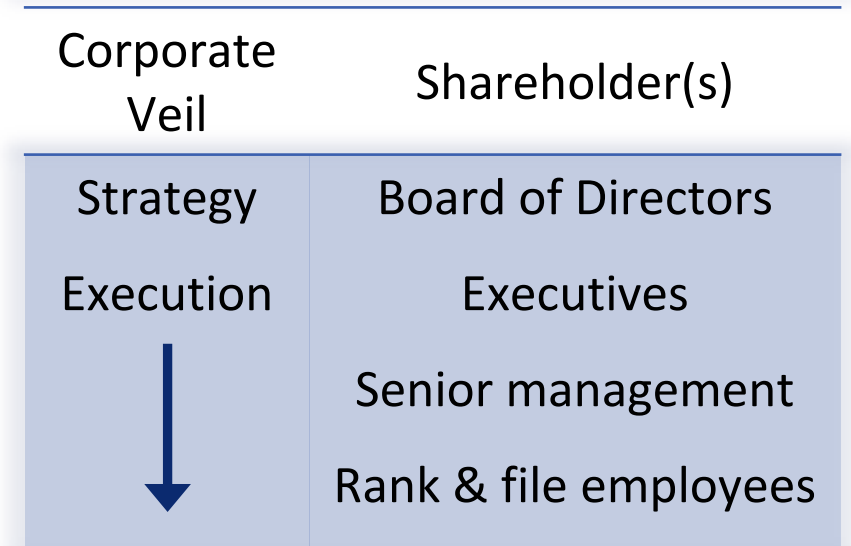 Corporate
Veil
Shareholder(s)
Strategy
Board of Directors
Execution
Executives
Senior management
Rank & file employees